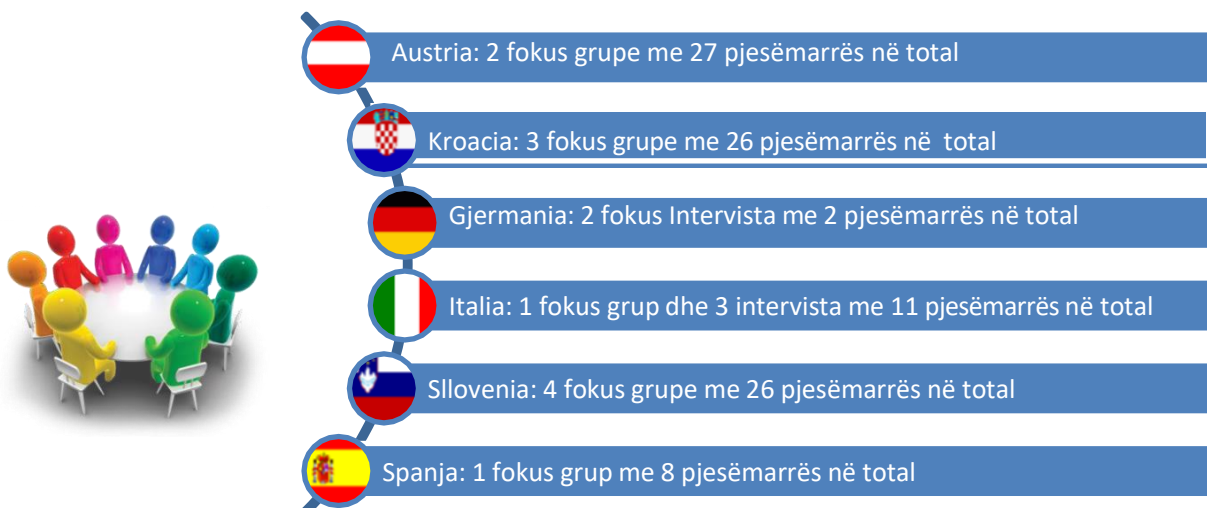 Austria: 2 fokus grupe me 27 pjesëmarrës në total
Kroacia: 3 fokus grupe me 26 pjesëmarrës në total
Gjermania: 2 fokus Intervista me 2 pjesëmarrës në total
Italia: 1 fokus grup dhe 3 intervista me 11 pjesëmarrës në total
Sllovenia: 4 fokus grupe me 26 pjesëmarrës në total
Spanja: 1 fokus grup me 8 pjesëmarrës në total